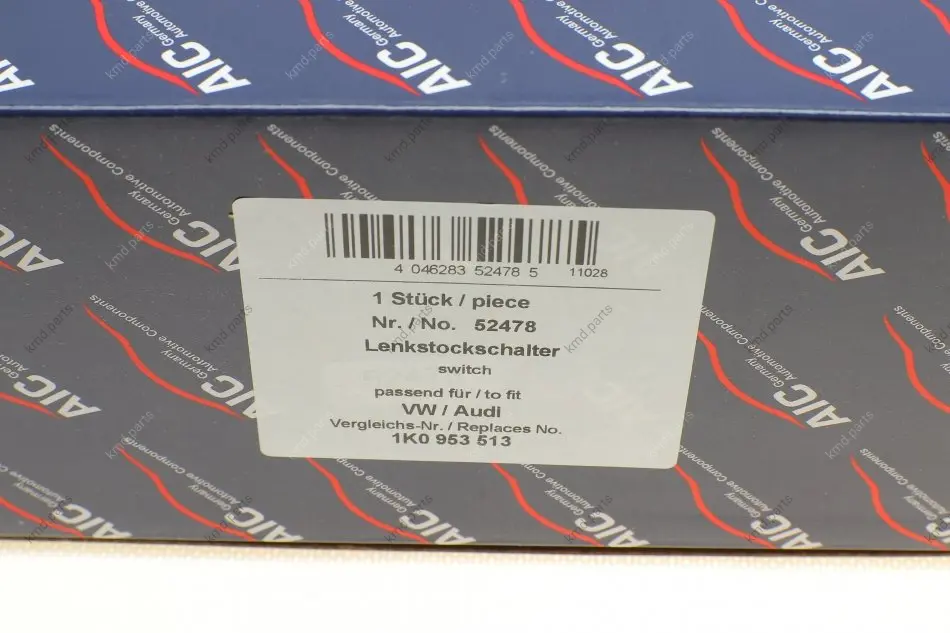 AIC Germany
Automotive Components
kmd.parts
4 046283 52478 5 11028
1 Stück / piece
Nr. / No. 52478
Lenkstockschalter
switch
passend für / to fit
VW / Audi
Vergleichs-Nr. / Replaces No.
1K0 953 513